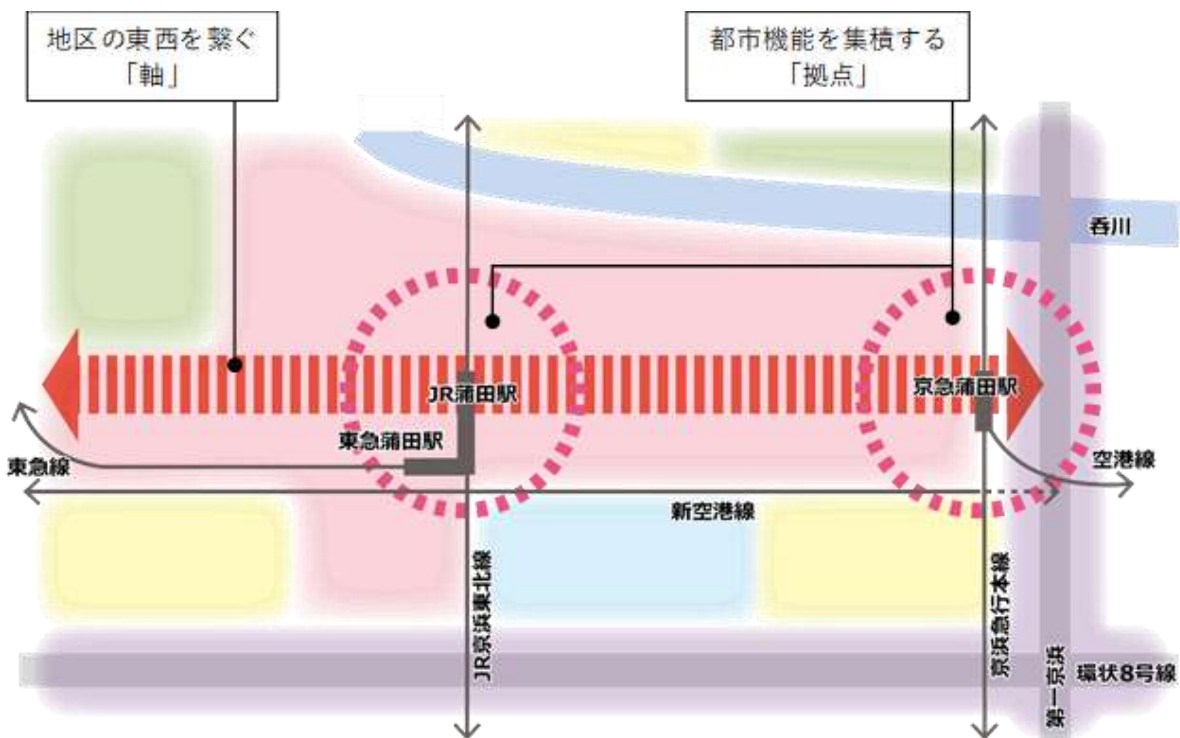 地区の東西を繋ぐ
「軸」
都市機能を集積する
「拠点」
呑川
JR蒲田駅
京急蒲田駅
東急蒲田駅
東急線
空港線
新空港線
JR京浜東北線
京浜急行本線
第一京浜
環状8号線